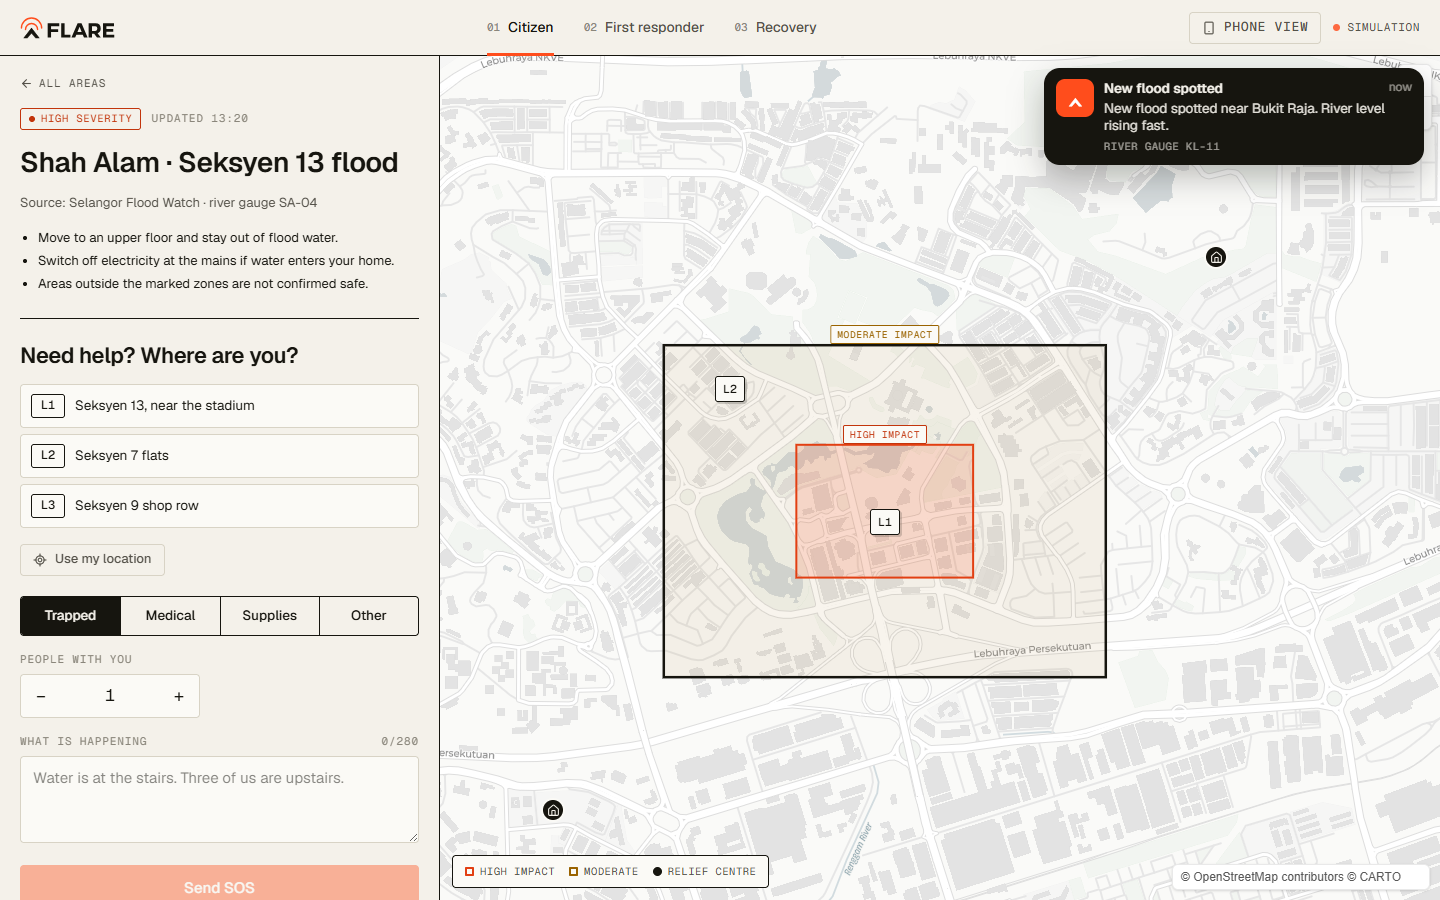 FLARE
01 Citizen
02 First responder
03 Recovery
PHONE VIEW
SIMULATION
ALL AREAS
HIGH SEVERITY
UPDATED 13:20
Shah Alam · Seksyen 13 flood
Source: Selangor Flood Watch · river gauge SA-04
• Move to an upper floor and stay out of flood water.
• Switch off electricity at the mains if water enters your home.
• Areas outside the marked zones are not confirmed safe.
Need help? Where are you?
L1 Seksyen 13, near the stadium
L2 Seksyen 7 flats
L3 Seksyen 9 shop row
Use my location
Trapped
Medical
Supplies
Other
PEOPLE WITH YOU
− 1 +
WHAT IS HAPPENING
0/280
Water is at the stairs. Three of us are upstairs.
Send SOS
Lebuhraya NKVE
Lebuhraya NKVE
Lebuh
New flood spotted
now
New flood spotted near Bukit Raja. River level
rising fast.
RIVER GAUGE KL-11
MODERATE IMPACT
L2
HIGH IMPACT
L1
Lebuhra
Lebuhraya Persekutuan
ersekutuan
Renggam River
HIGH IMPACT
MODERATE
RELIEF CENTRE
© OpenStreetMap contributors © CARTO